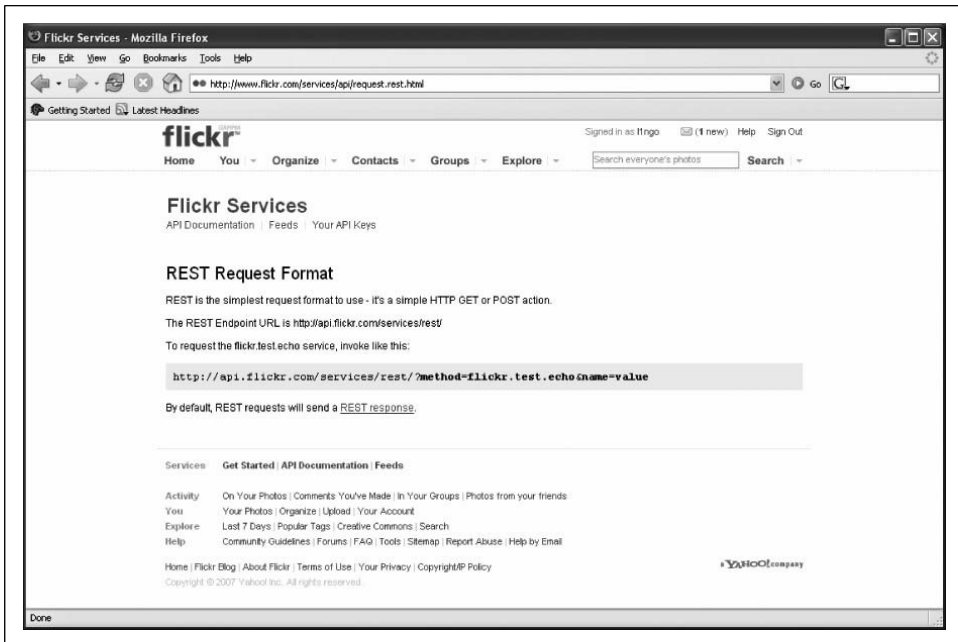 Flickr Services - Mozilla Firefox
File Edit View Go Bookmarks Tools Help
http://www.flickr.com/services/api/request.rest.html Go G
Getting Started Latest Headlines
flickr GAMMA Signed in as l1ngo (1 new) Help Sign Out
Home You Organize Contacts Groups Explore Search everyone's photos Search
Flickr Services
API Documentation | Feeds | Your API Keys
REST Request Format
REST is the simplest request format to use - it's a simple HTTP GET or POST action.
The REST Endpoint URL is http://api.flickr.com/services/rest/
To request the flickr.test.echo service, invoke like this:
http://api.flickr.com/services/rest/?method=flickr.test.echo&name=value
By default, REST requests will send a REST response.
Services Get Started | API Documentation | Feeds
Activity On Your Photos | Comments You've Made | In Your Groups | Photos from your friends
You Your Photos | Organize | Upload | Your Account
Explore Last 7 Days | Popular Tags | Creative Commons | Search
Help Community Guidelines | Forums | FAQ | Tools | Sitemap | Report Abuse | Help by Email
Home | Flickr Blog | About Flickr | Terms of Use | Your Privacy | Copyright/IP Policy a YAHOO! company
Copyright © 2007 Yahoo! Inc. All rights reserved.
Done